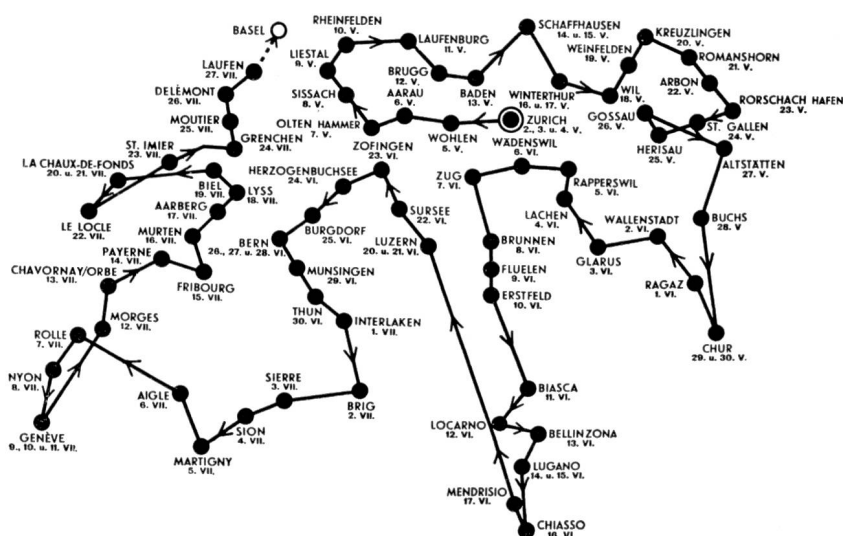 BASEL
LAUFEN
27. VII.
DELÈMONT
26. VII.
MOUTIER
25. VII.
GRENCHEN
24. VII.
ST. IMIER
23. VII.
LA CHAUX-DE-FONDS
20. u. 21. VII.
LE LOCLE
22. VII.
BIEL
19. VII.
LYSS
18. VII.
AARBERG
17. VII.
MURTEN
16. VII.
PAYERNE
14. VII.
FRIBOURG
15. VII.
CHAVORNAY/ORBE
13. VII.
MORGES
12. VII.
ROLLE
7. VII.
NYON
8. VII.
GENÈVE
9., 10. u. 11. VII.
AIGLE
6. VII.
MARTIGNY
5. VII.
SION
4. VII.
SIERRE
3. VII.
BRIG
2. VII.
INTERLAKEN
1. VII.
THUN
30. VI.
MUNSINGEN
29. VI.
BERN
26., 27. u. 28. VI.
BURGDORF
25. VI.
HERZOGENBUCHSEE
24. VI.
ZOFINGEN
23. VI.
SURSEE
22. VI.
LUZERN
20. u. 21. VI.
RHEINFELDEN
10. V.
LIESTAL
9. V.
SISSACH
8. V.
OLTEN HAMMER
7. V.
AARAU
6. V.
WOHLEN
5. V.
ZÜRICH
2., 3. u. 4. V.
LAUFENBURG
11. V.
BRUGG
12. V.
BADEN
13. V.
SCHAFFHAUSEN
14. u. 15. V.
WINTERTHUR
16. u. 17. V.
WIL
18. V.
WEINFELDEN
19. V.
KREUZLINGEN
20. V.
ROMANSHORN
21. V.
ARBON
22. V.
RORSCHACH HAFEN
23. V.
ST. GALLEN
24. V.
HERISAU
25. V.
GOSSAU
26. V.
ALTSTATTEN
27. V.
BUCHS
28. V
CHUR
29. u. 30. V.
RAGAZ
1. VI.
WALLENSTADT
2. VI.
GLARUS
3. VI.
LACHEN
4. VI.
RAPPERSWIL
5. VI.
WADENSWIL
6. VI.
ZUG
7. VI.
BRUNNEN
8. VI.
FLUELEN
9. VI.
ERSTFELD
10. VI.
BIASCA
11. VI.
LOCARNO
12. VI.
BELLINZONA
13. VI.
LUGANO
14. u. 15. VI.
MENDRISIO
17. VI.
CHIASSO
16. VI